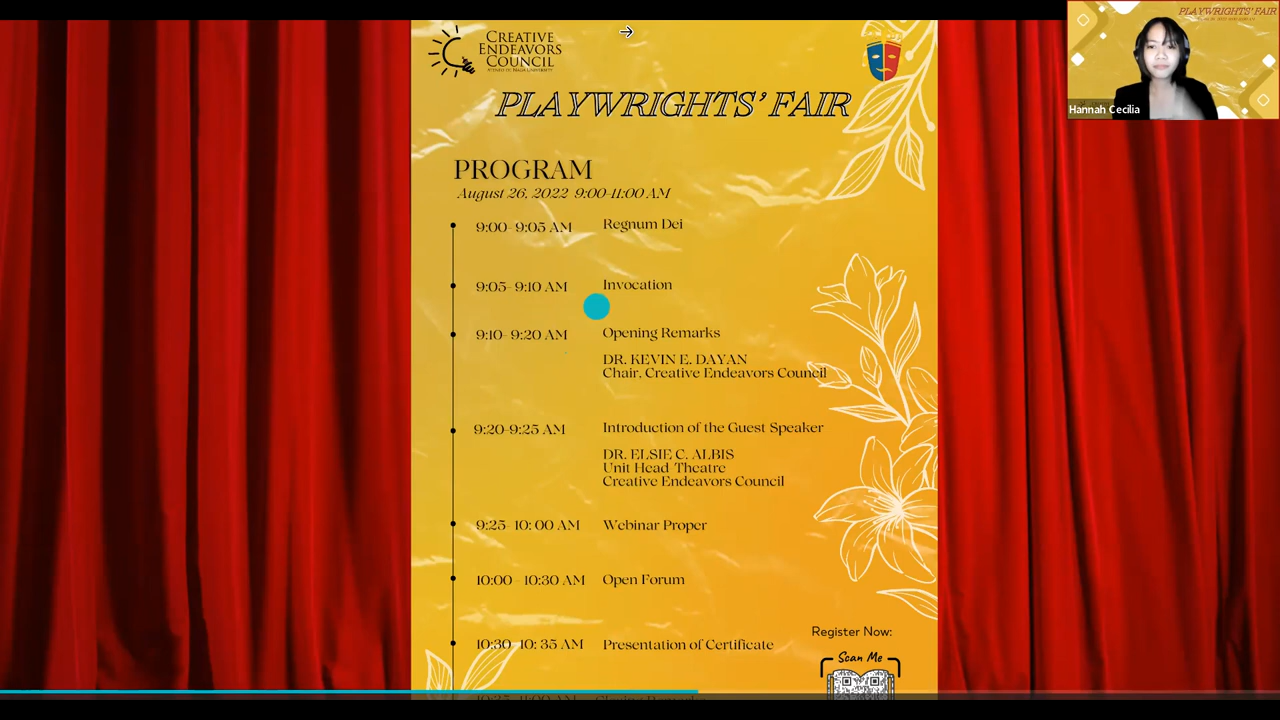 CREATIVE
ENDEAVORS
COUNCIL
ATENEO DE NAGA UNIVERSITY
PLAYWRIGHTS' FAIR
PROGRAM
August 26, 2022 9:00-11:00 AM
9:00- 9:05 AM Regnum Dei
9:05- 9:10 AM Invocation
9:10- 9:20 AM Opening Remarks
DR. KEVIN E. DAYAN
Chair, Creative Endeavors Council
9:20-9:25 AM Introduction of the Guest Speaker
DR. ELSIE C. ALBIS
Unit Head Theatre
Creative Endeavors Council
9:25- 10: 00 AM Webinar Proper
10:00 - 10:30 AM Open Forum
10:30- 10: 35 AM Presentation of Certificate
Register Now:
Scan Me
PLAYWRIGHTS' FAIR
Hannah Cecilia